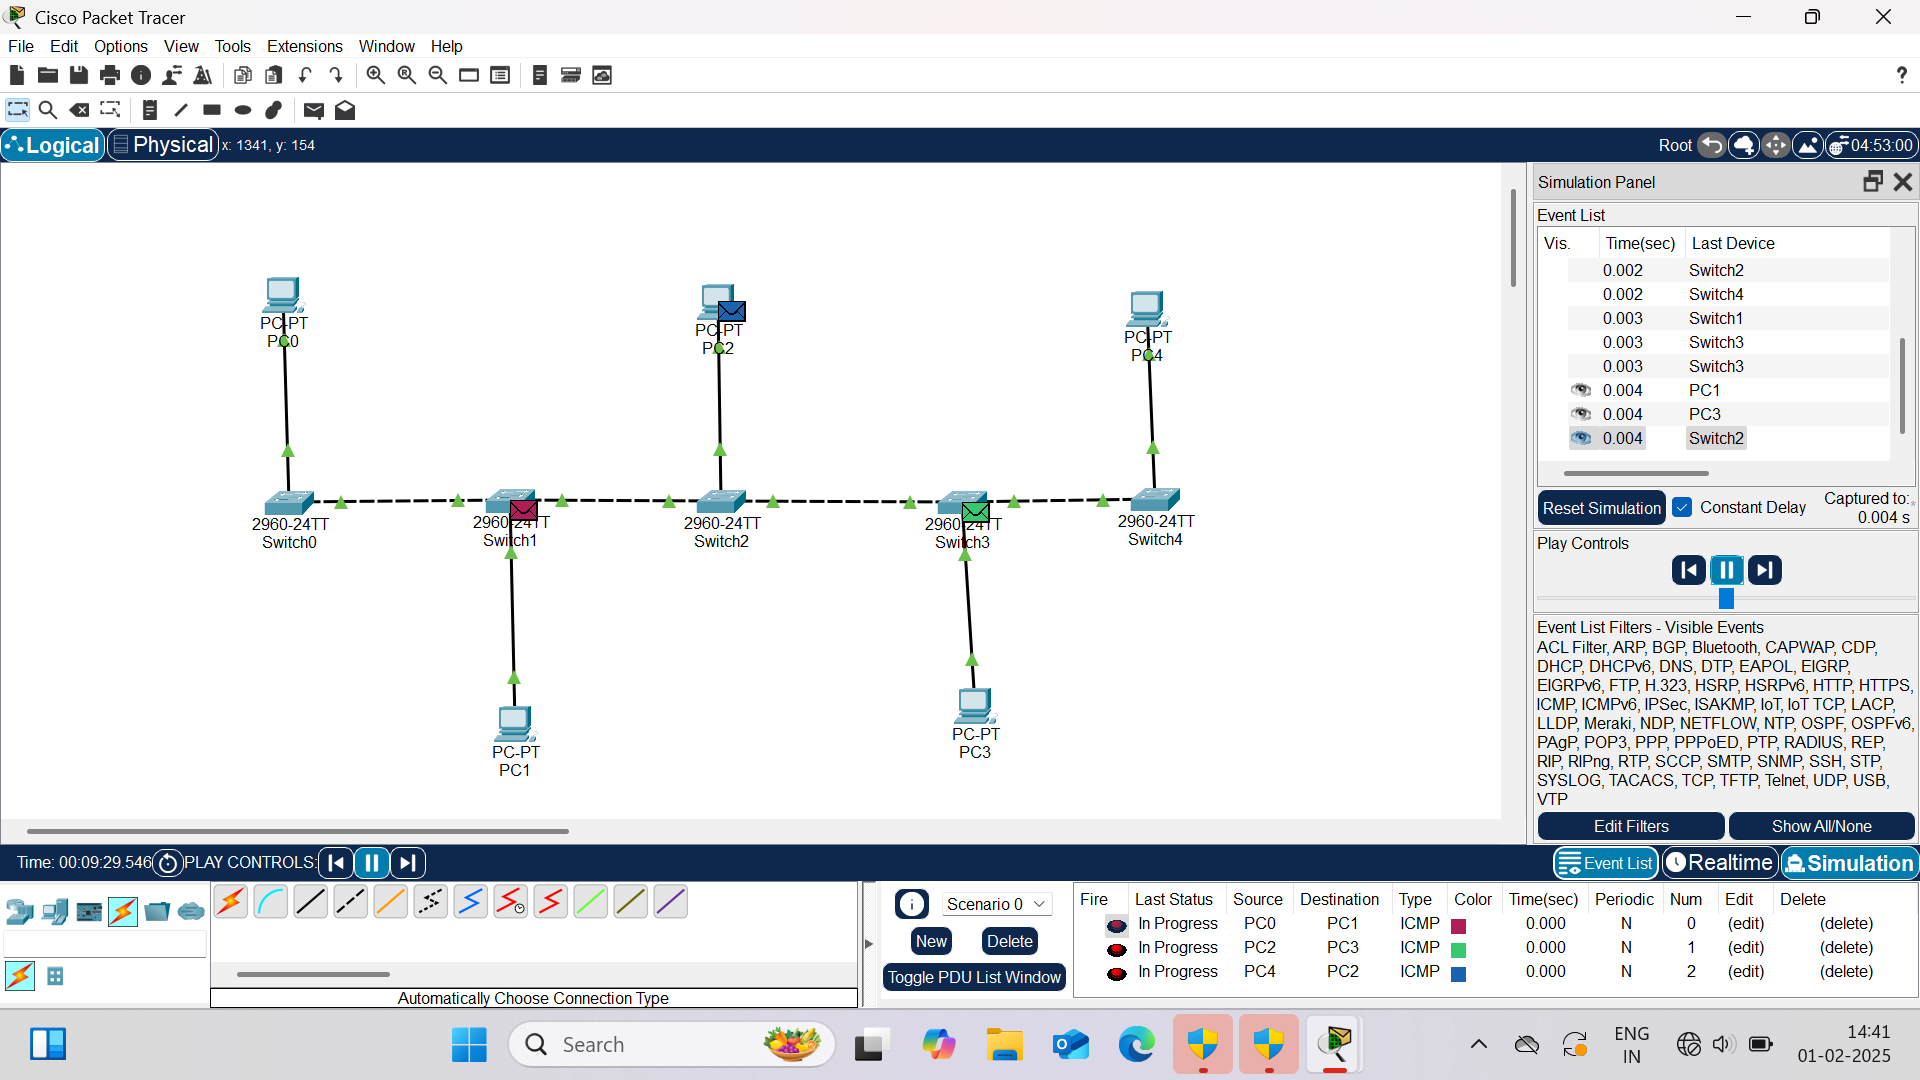 Cisco Packet Tracer
File Edit Options View Tools Extensions Window Help
?
Logical Physical x: 1341, y: 154 Root 04:53:00
Simulation Panel
Event List
Vis. Time(sec) Last Device
0.002 Switch2
0.002 Switch4
0.003 Switch1
0.003 Switch3
0.003 Switch3
0.004 PC1
0.004 PC3
0.004 Switch2
Reset Simulation Constant Delay Captured to:
0.004 s
Play Controls
Event List Filters - Visible Events
ACL Filter, ARP, BGP, Bluetooth, CAPWAP, CDP,
DHCP, DHCPv6, DNS, DTP, EAPOL, EIGRP,
EIGRPv6, FTP, H.323, HSRP, HSRPv6, HTTP, HTTPS,
ICMP, ICMPv6, IPSec, ISAKMP, IoT, IoT TCP, LACP,
LLDP, Meraki, NDP, NETFLOW, NTP, OSPF, OSPFv6,
PAgP, POP3, PPP, PPPoED, PTP, RADIUS, REP,
RIP, RIPng, RTP, SCCP, SMTP, SNMP, SSH, STP,
SYSLOG, TACACS, TCP, TFTP, Telnet, UDP, USB,
VTP
Edit Filters Show All/None
PC-PT
PC0
PC-PT
PC2
PC-PT
PC4
2960-24TT
Switch0
2960-24TT
Switch1
2960-24TT
Switch2
2960-24TT
Switch3
2960-24TT
Switch4
PC-PT
PC1
PC-PT
PC3
Time: 00:09:29.546 PLAY CONTROLS: Event List Realtime Simulation
Automatically Choose Connection Type
Scenario 0
New Delete
Toggle PDU List Window
Fire Last Status Source Destination Type Color Time(sec) Periodic Num Edit Delete
In Progress PC0 PC1 ICMP 0.000 N 0 (edit) (delete)
In Progress PC2 PC3 ICMP 0.000 N 1 (edit) (delete)
In Progress PC4 PC2 ICMP 0.000 N 2 (edit) (delete)
Search
ENG
IN
14:41
01-02-2025